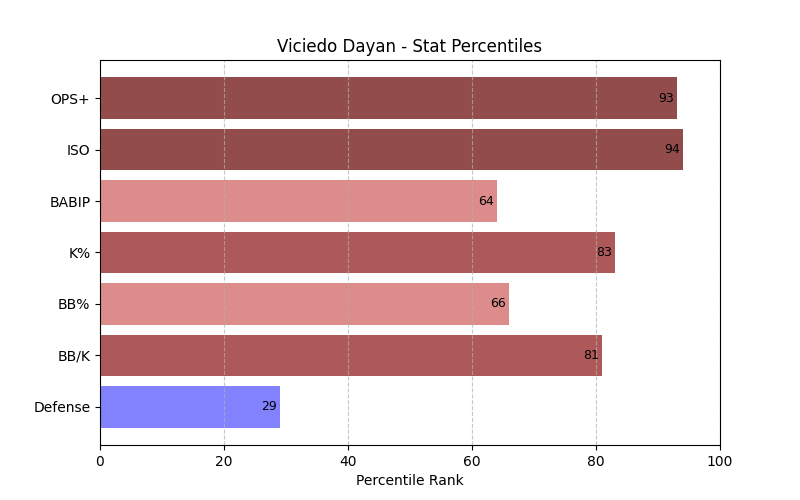 Viciedo Dayan - Stat Percentiles
OPS+ 93
ISO 94
BABIP 64
K% 83
BB% 66
BB/K 81
Defense 29
0 20 40 60 80 100
Percentile Rank